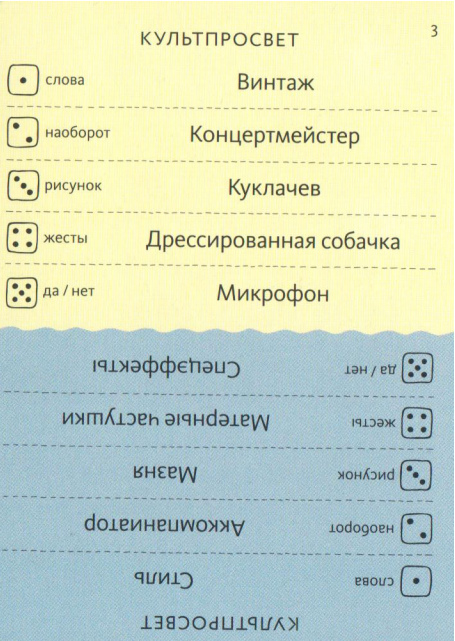 КУЛЬТПРОСВЕТ
3
слова Винтаж
наоборот Концертмейстер
рисунок Куклачев
жесты Дрессированная собачка
да / нет Микрофон
КУЛЬТПРОСВЕТ
слова Стиль
наоборот Аккомпаниатор
рисунок Мазня
жесты Матерные частушки
да / нет Спецэффекты